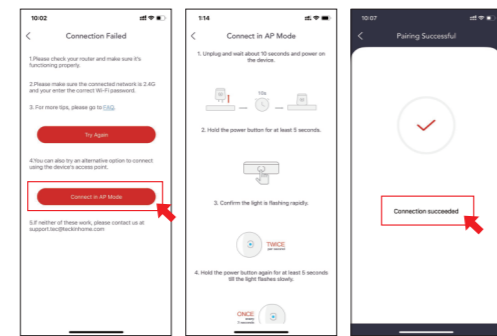 10:02
Connection Failed
1.Please check your router and make sure it's
functioning properly.
2.Please make sure the connected network is 2.4G
and your enter the correct Wi-Fi password.
3. For more tips, please go to FAQ.
Try Again
4.You can also try an alternative option to connect
using the device's access point.
Connect in AP Mode
5.If neither of these work, please contact us at
support.tec@teckinhome.com
1:14
Connect in AP Mode
1. Unplug and wait about 10 seconds and power on
the device.
10s
2. Hold the power button for at least 5 seconds.
3. Confirm the light is flashing rapidly.
TWICE
per second
4. Hold the power button again for at least 5 seconds
till the light flashes slowly.
ONCE
every
3 seconds
10:07
Pairing Successful
Connection succeeded